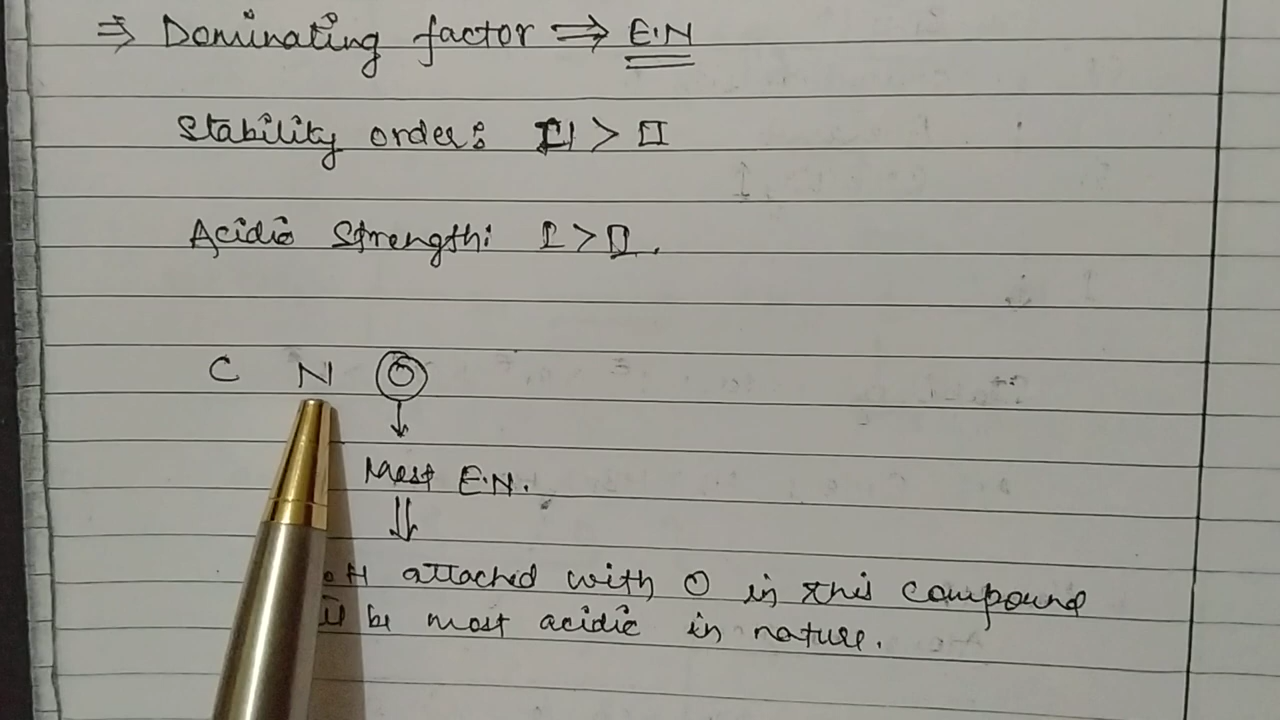 ⇒ Dominating factor ⇒ E.N
Stability order: I > II
Acidic Strength: I > II.
C N O
↓
Most E.N.
⇓
H attached with O in this compound
be most acidic in nature.